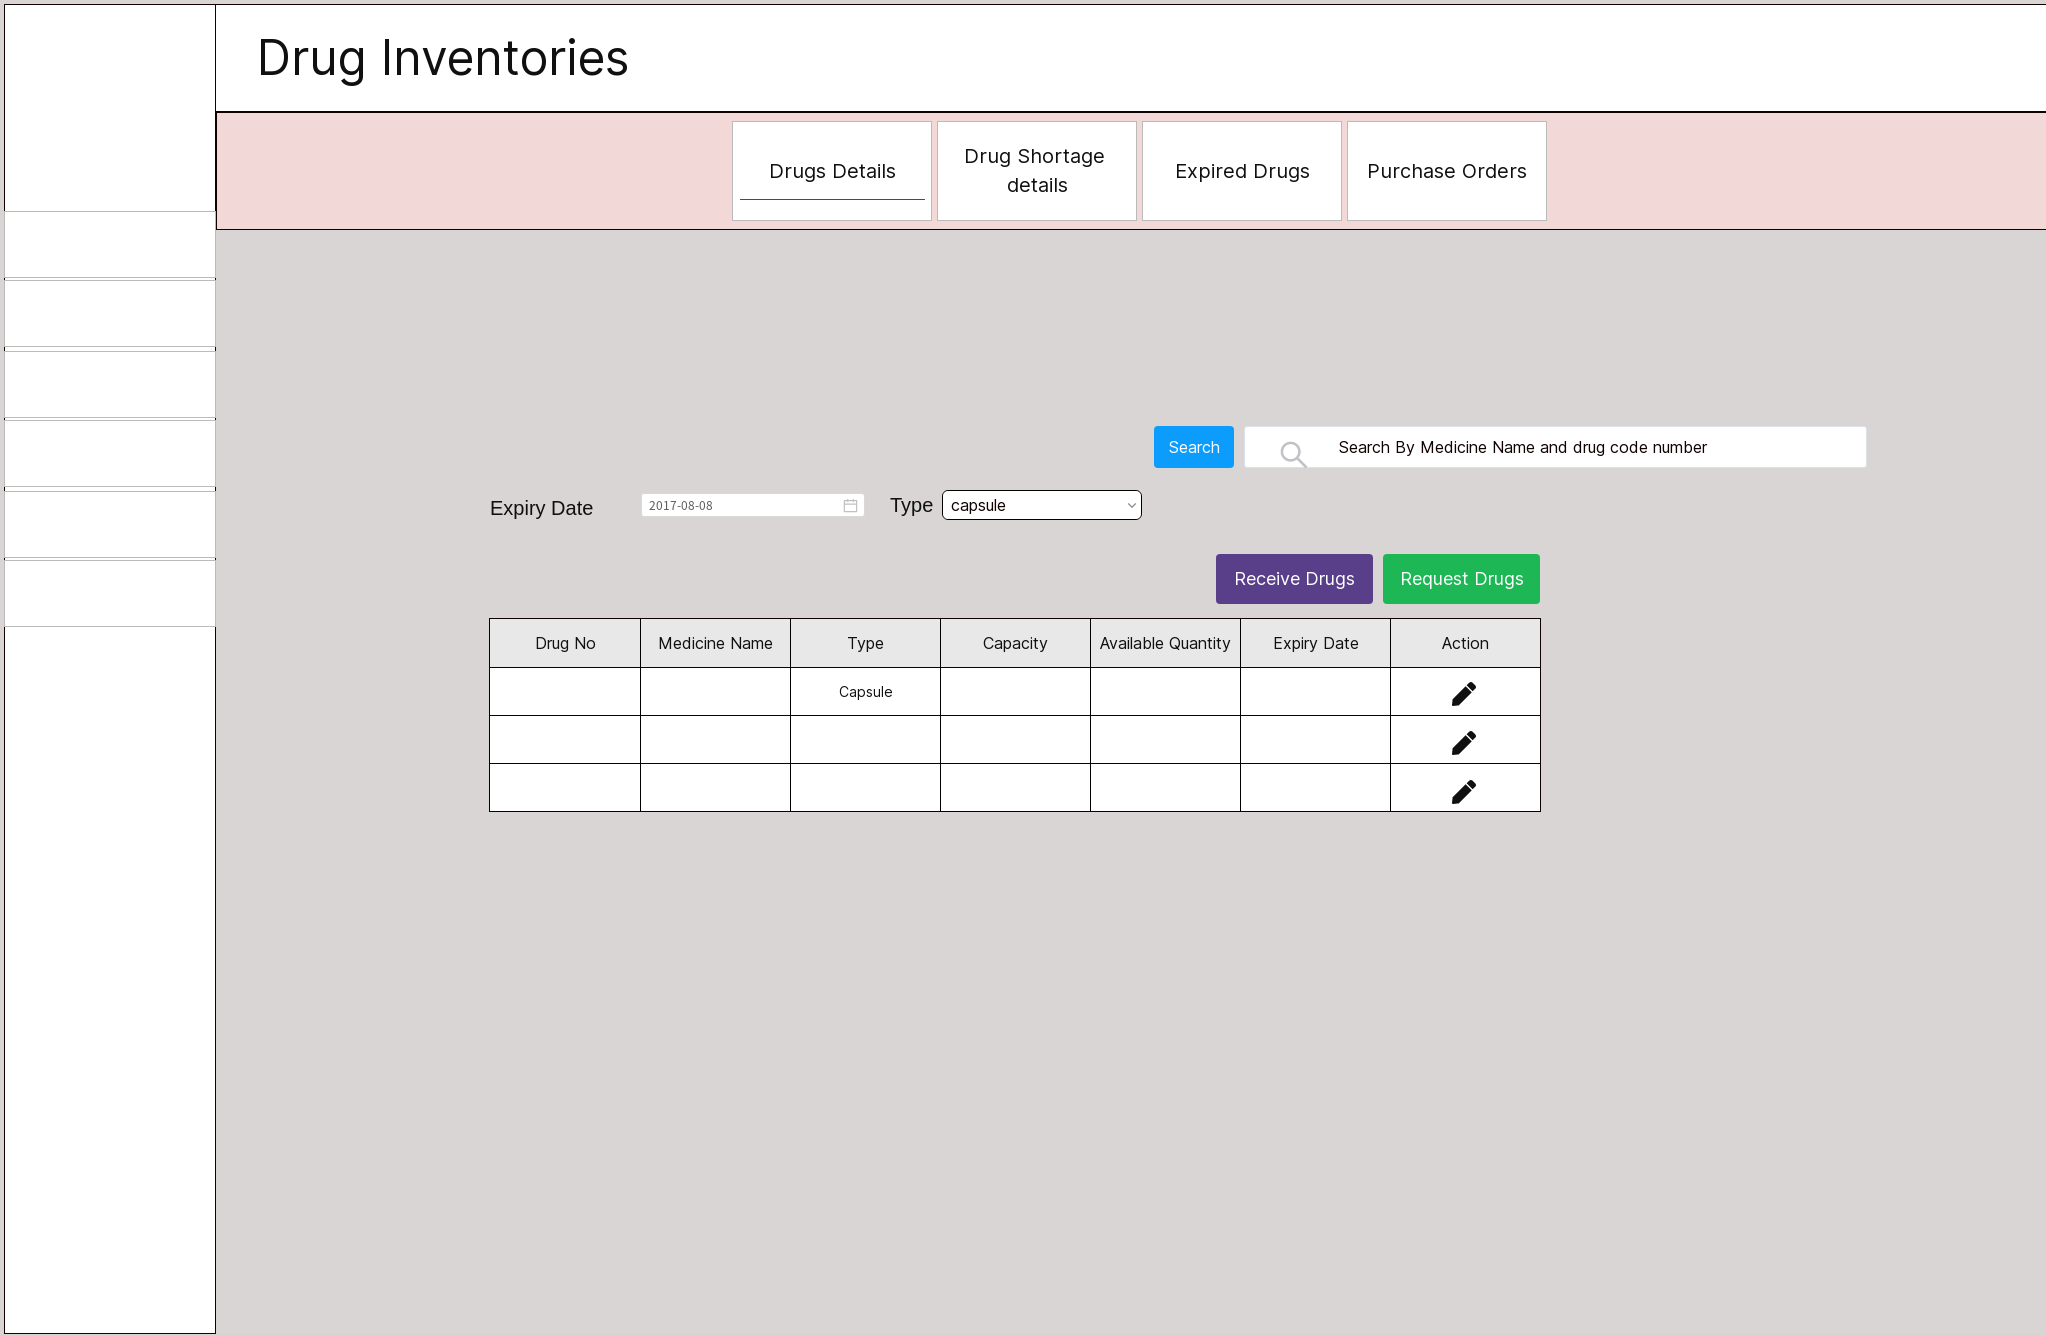 Drug Inventories
Drugs Details
Drug Shortage
details
Expired Drugs
Purchase Orders
Search
Search By Medicine Name and drug code number
Expiry Date
2017-08-08
Type
capsule
Receive Drugs
Request Drugs
Drug No
Medicine Name
Type
Capacity
Available Quantity
Expiry Date
Action
Capsule